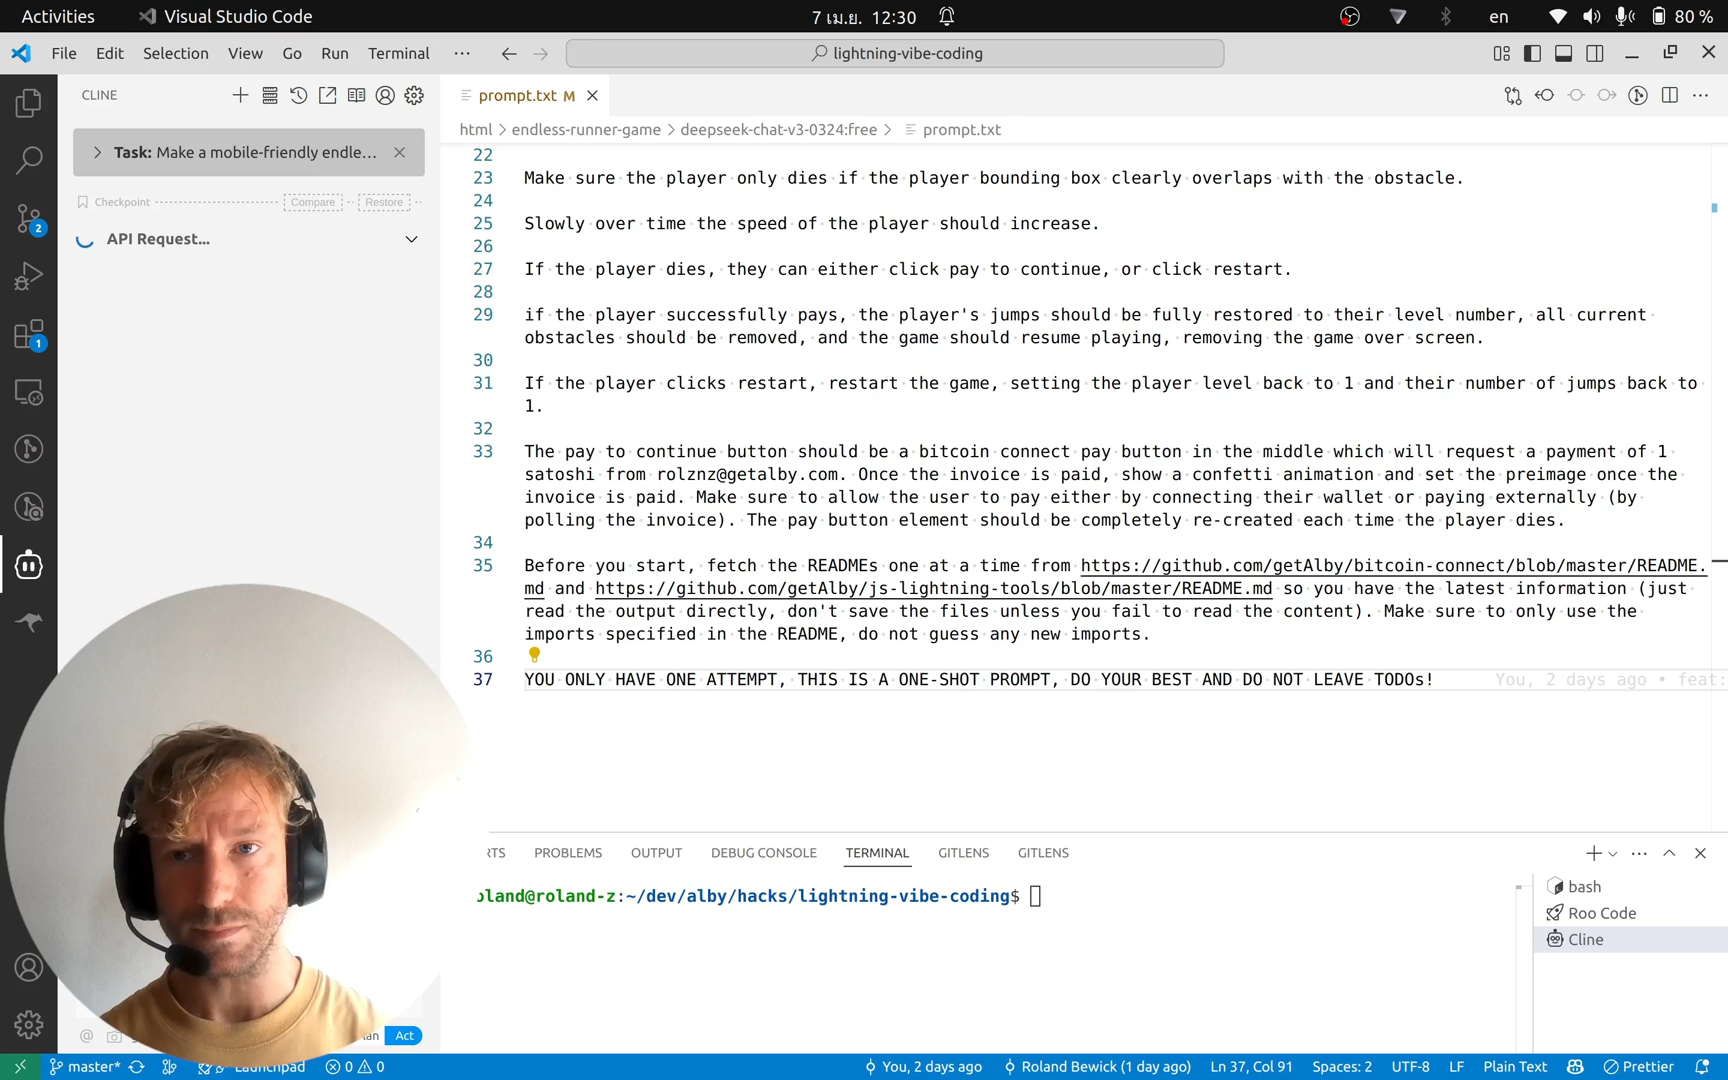 Activities
Visual Studio Code
7 เม.ย. 12:30
en
80 %
File Edit Selection View Go Run Terminal ···
lightning-vibe-coding
CLINE
Task: Make a mobile-friendly endle...
Checkpoint
Compare
Restore
API Request...
prompt.txt M
html > endless-runner-game > deepseek-chat-v3-0324:free > prompt.txt
22
23 Make sure the player only dies if the player bounding box clearly overlaps with the obstacle.
24
25 Slowly over time the speed of the player should increase.
26
27 If the player dies, they can either click pay to continue, or click restart.
28
29 if the player successfully pays, the player's jumps should be fully restored to their level number, all current
obstacles should be removed, and the game should resume playing, removing the game over screen.
30
31 If the player clicks restart, restart the game, setting the player level back to 1 and their number of jumps back to
1.
32
33 The pay to continue button should be a bitcoin connect pay button in the middle which will request a payment of 1
satoshi from rolznz@getalby.com. Once the invoice is paid, show a confetti animation and set the preimage once the
invoice is paid. Make sure to allow the user to pay either by connecting their wallet or paying externally (by
polling the invoice). The pay button element should be completely re-created each time the player dies.
34
35 Before you start, fetch the READMEs one at a time from https://github.com/getAlby/bitcoin-connect/blob/master/README.
md and https://github.com/getAlby/js-lightning-tools/blob/master/README.md so you have the latest information (just
read the output directly, don't save the files unless you fail to read the content). Make sure to only use the
imports specified in the README, do not guess any new imports.
36
37 YOU ONLY HAVE ONE ATTEMPT, THIS IS A ONE-SHOT PROMPT, DO YOUR BEST AND DO NOT LEAVE TODOs! You, 2 days ago • feat:
2
1
RTS PROBLEMS OUTPUT DEBUG CONSOLE TERMINAL GITLENS GITLENS
oland@roland-z:~/dev/alby/hacks/lightning-vibe-coding$
bash
Roo Code
Cline
lan Act
master*
Launchpad
0 0
You, 2 days ago
Roland Bewick (1 day ago)
Ln 37, Col 91
Spaces: 2
UTF-8
LF
Plain Text
Prettier